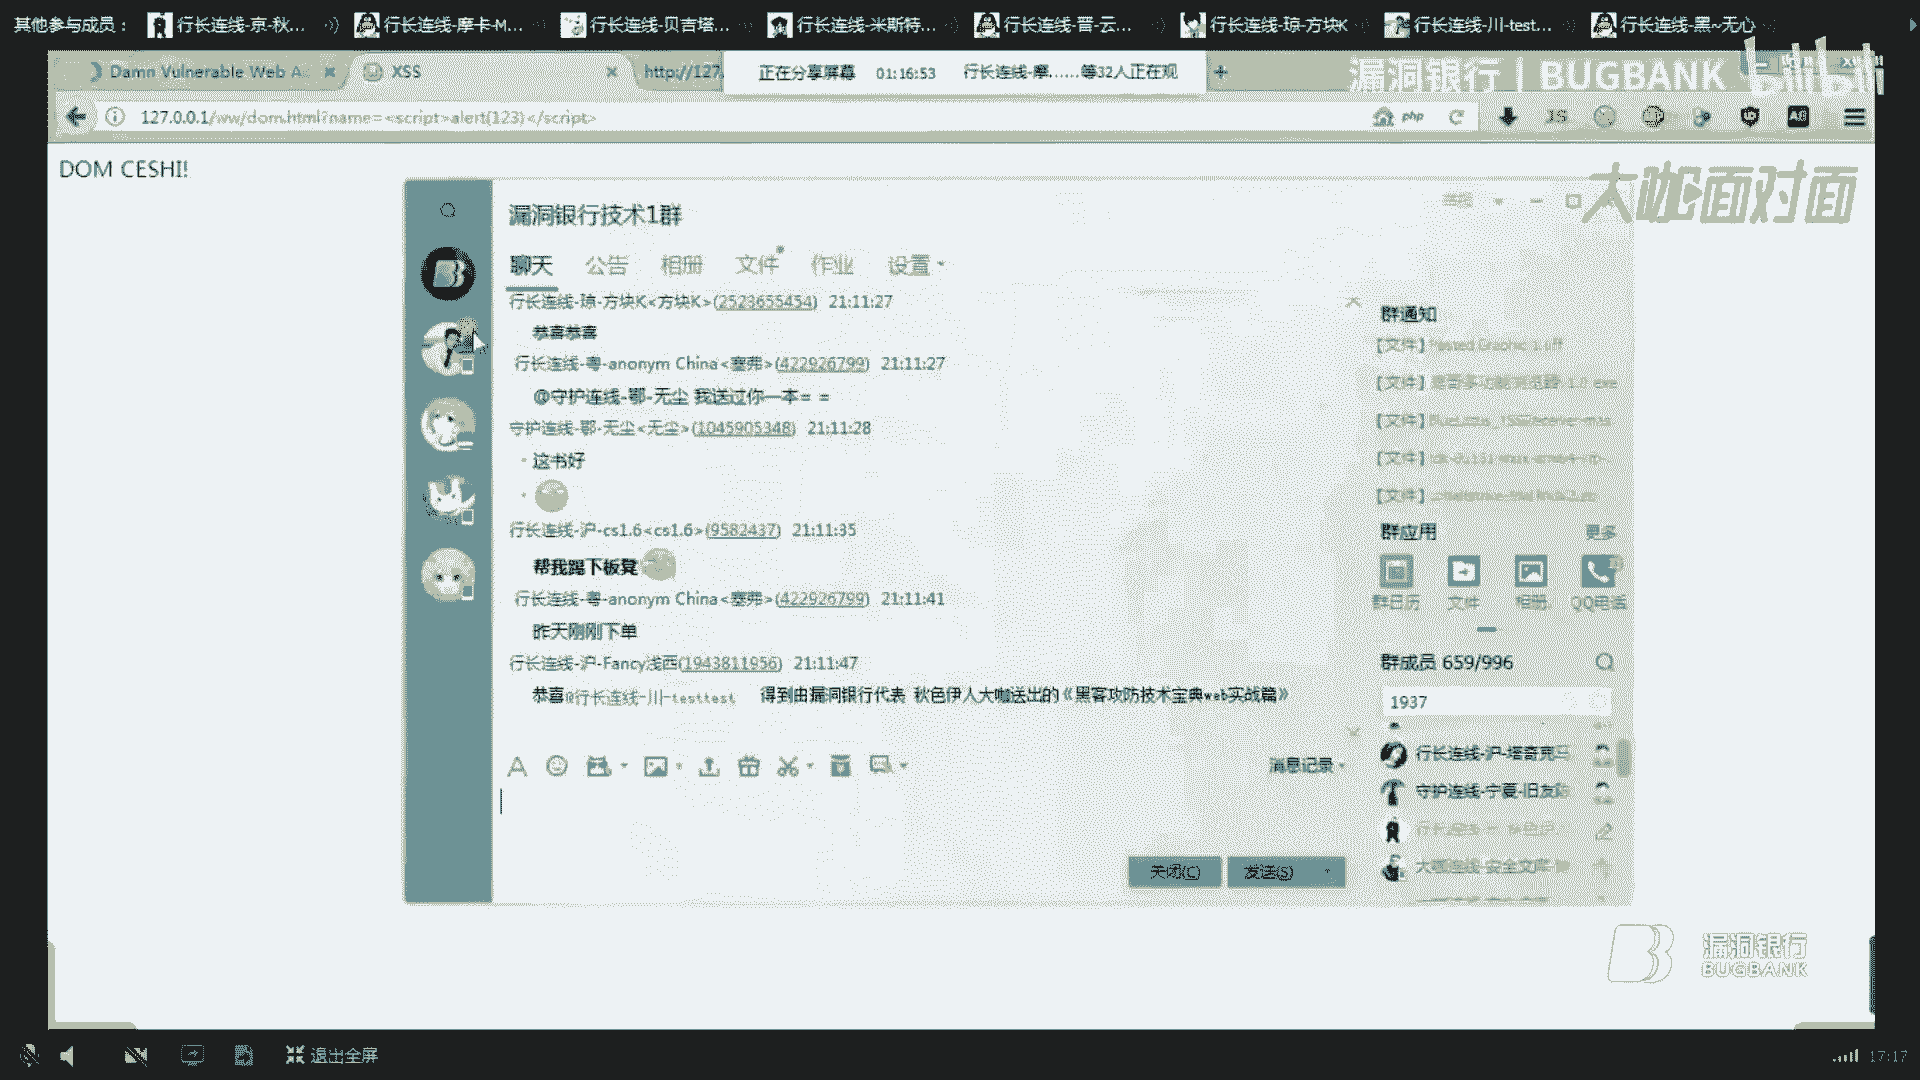 其他参与成员： 行长连线-京-秋... 行长连线-摩卡-M... 行长连线-贝吉塔... 行长连线-米斯特... 行长连线-晋-云... 行长连线-琼-方块K 行长连线-川-test... 行长连线-黑~无心
Damn Vulnerable Web A XSS http://127. 正在分享屏幕 01:16:53 行长连线-摩......等32人正在观
漏洞银行 | BUGBANK bilibili
127.0.0.1/ww/dom.html?name=<script>alert(123)</script> php JS
DOM CESHI!
大咖面对面
漏洞银行技术1群
聊天 公告 相册 文件 作业 设置
行长连线-琼-方块K<方块K>(2523655454) 21:11:27
恭喜恭喜
行长连线-粤-anonym China<塞弗>(422926799) 21:11:27
@守护连线-鄂-无尘 我送过你一本= =
守护连线-鄂-无尘<无尘>(1045905348) 21:11:28
这书好
行长连线-沪-cs1.6<cs1.6>(9582437) 21:11:35
帮我踢下板凳
行长连线-粤-anonym China<塞弗>(422926799) 21:11:41
昨天刚刚下单
行长连线-沪-Fancy浅西(1943811956) 21:11:47
恭喜@行长连线-川-testtest 得到由漏洞银行代表 秋色伊人大咖送出的《黑客攻防技术宝典web实战篇》
消息记录
关闭(C) 发送(S)
群通知
【文件】
【文件】
【文件】
【文件】
【文件】
群应用 更多
群日历 文件 相册 QQ电话
群成员 659/996
1937
行长连线-沪-塔奇克马
守护连线-宁夏-旧友
大咖连线-安全文库
漏洞银行
BUGBANK
退出全屏 17:17